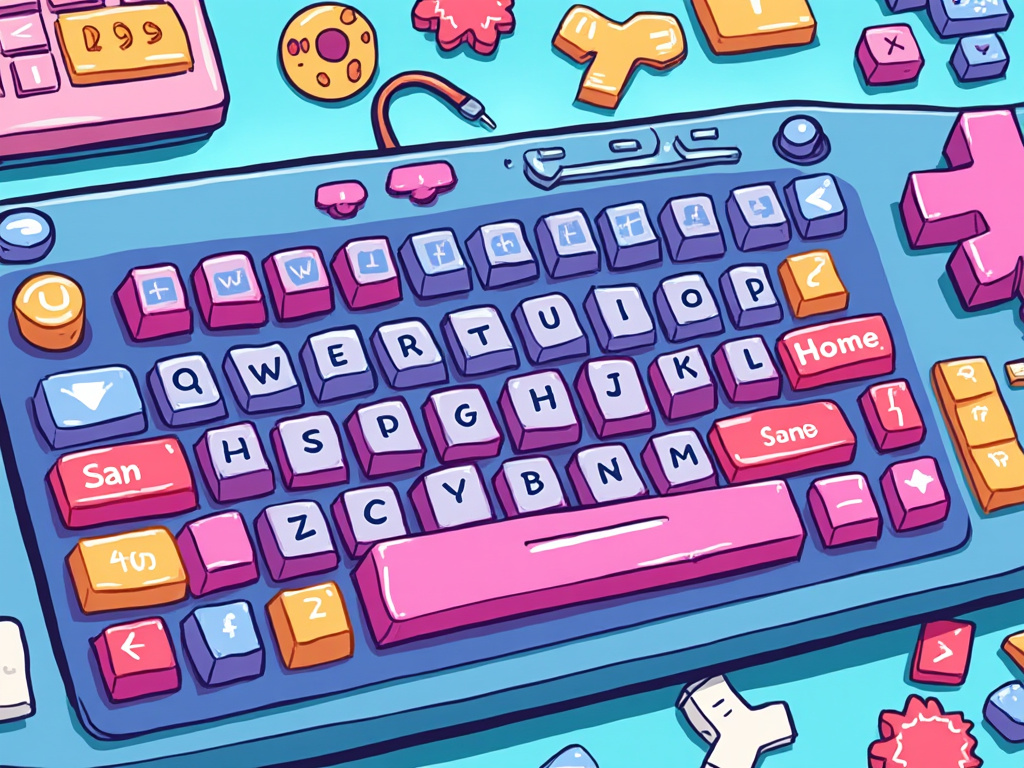 + W W
Q W E R T U I O P
Home.
H S P G H J K L
San
Z C Y B N M
Sane
f
Z
X